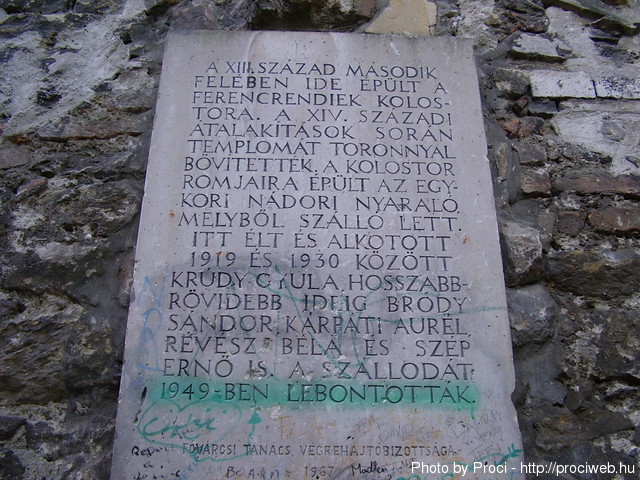 A XIII. SZÁZAD MÁSODIK
FELÉBEN IDE ÉPÜLT A
FERENCRENDIEK KOLOS-
TORA. A XIV. SZÁZADI
ÁTALAKÍTÁSOK SORÁN
TEMPLOMÁT TORONNYAL
BŐVÍTETTÉK. A KOLOSTOR
ROMJAIRA ÉPÜLT AZ EGY-
KORI NÁDORI NYARALÓ
MELYBŐL SZÁLLÓ LETT.
ITT ÉLT ÉS ALKOTOTT
1919 ÉS 1930 KÖZÖTT
KRÚDY GYULA, HOSSZABB-
RÖVIDEBB IDEIG BRÓDY
SÁNDOR, KÁRPÁTI AURÉL,
RÉVÉSZ BÉLA ÉS SZÉP
ERNŐ IS. A SZÁLLODÁT
1949-BEN LEBONTOTTÁK.
FŐVÁROSI TANÁCS VÉGREHAJTÓBIZOTTSÁGA
1967
Photo by Proci - http://prociweb.hu